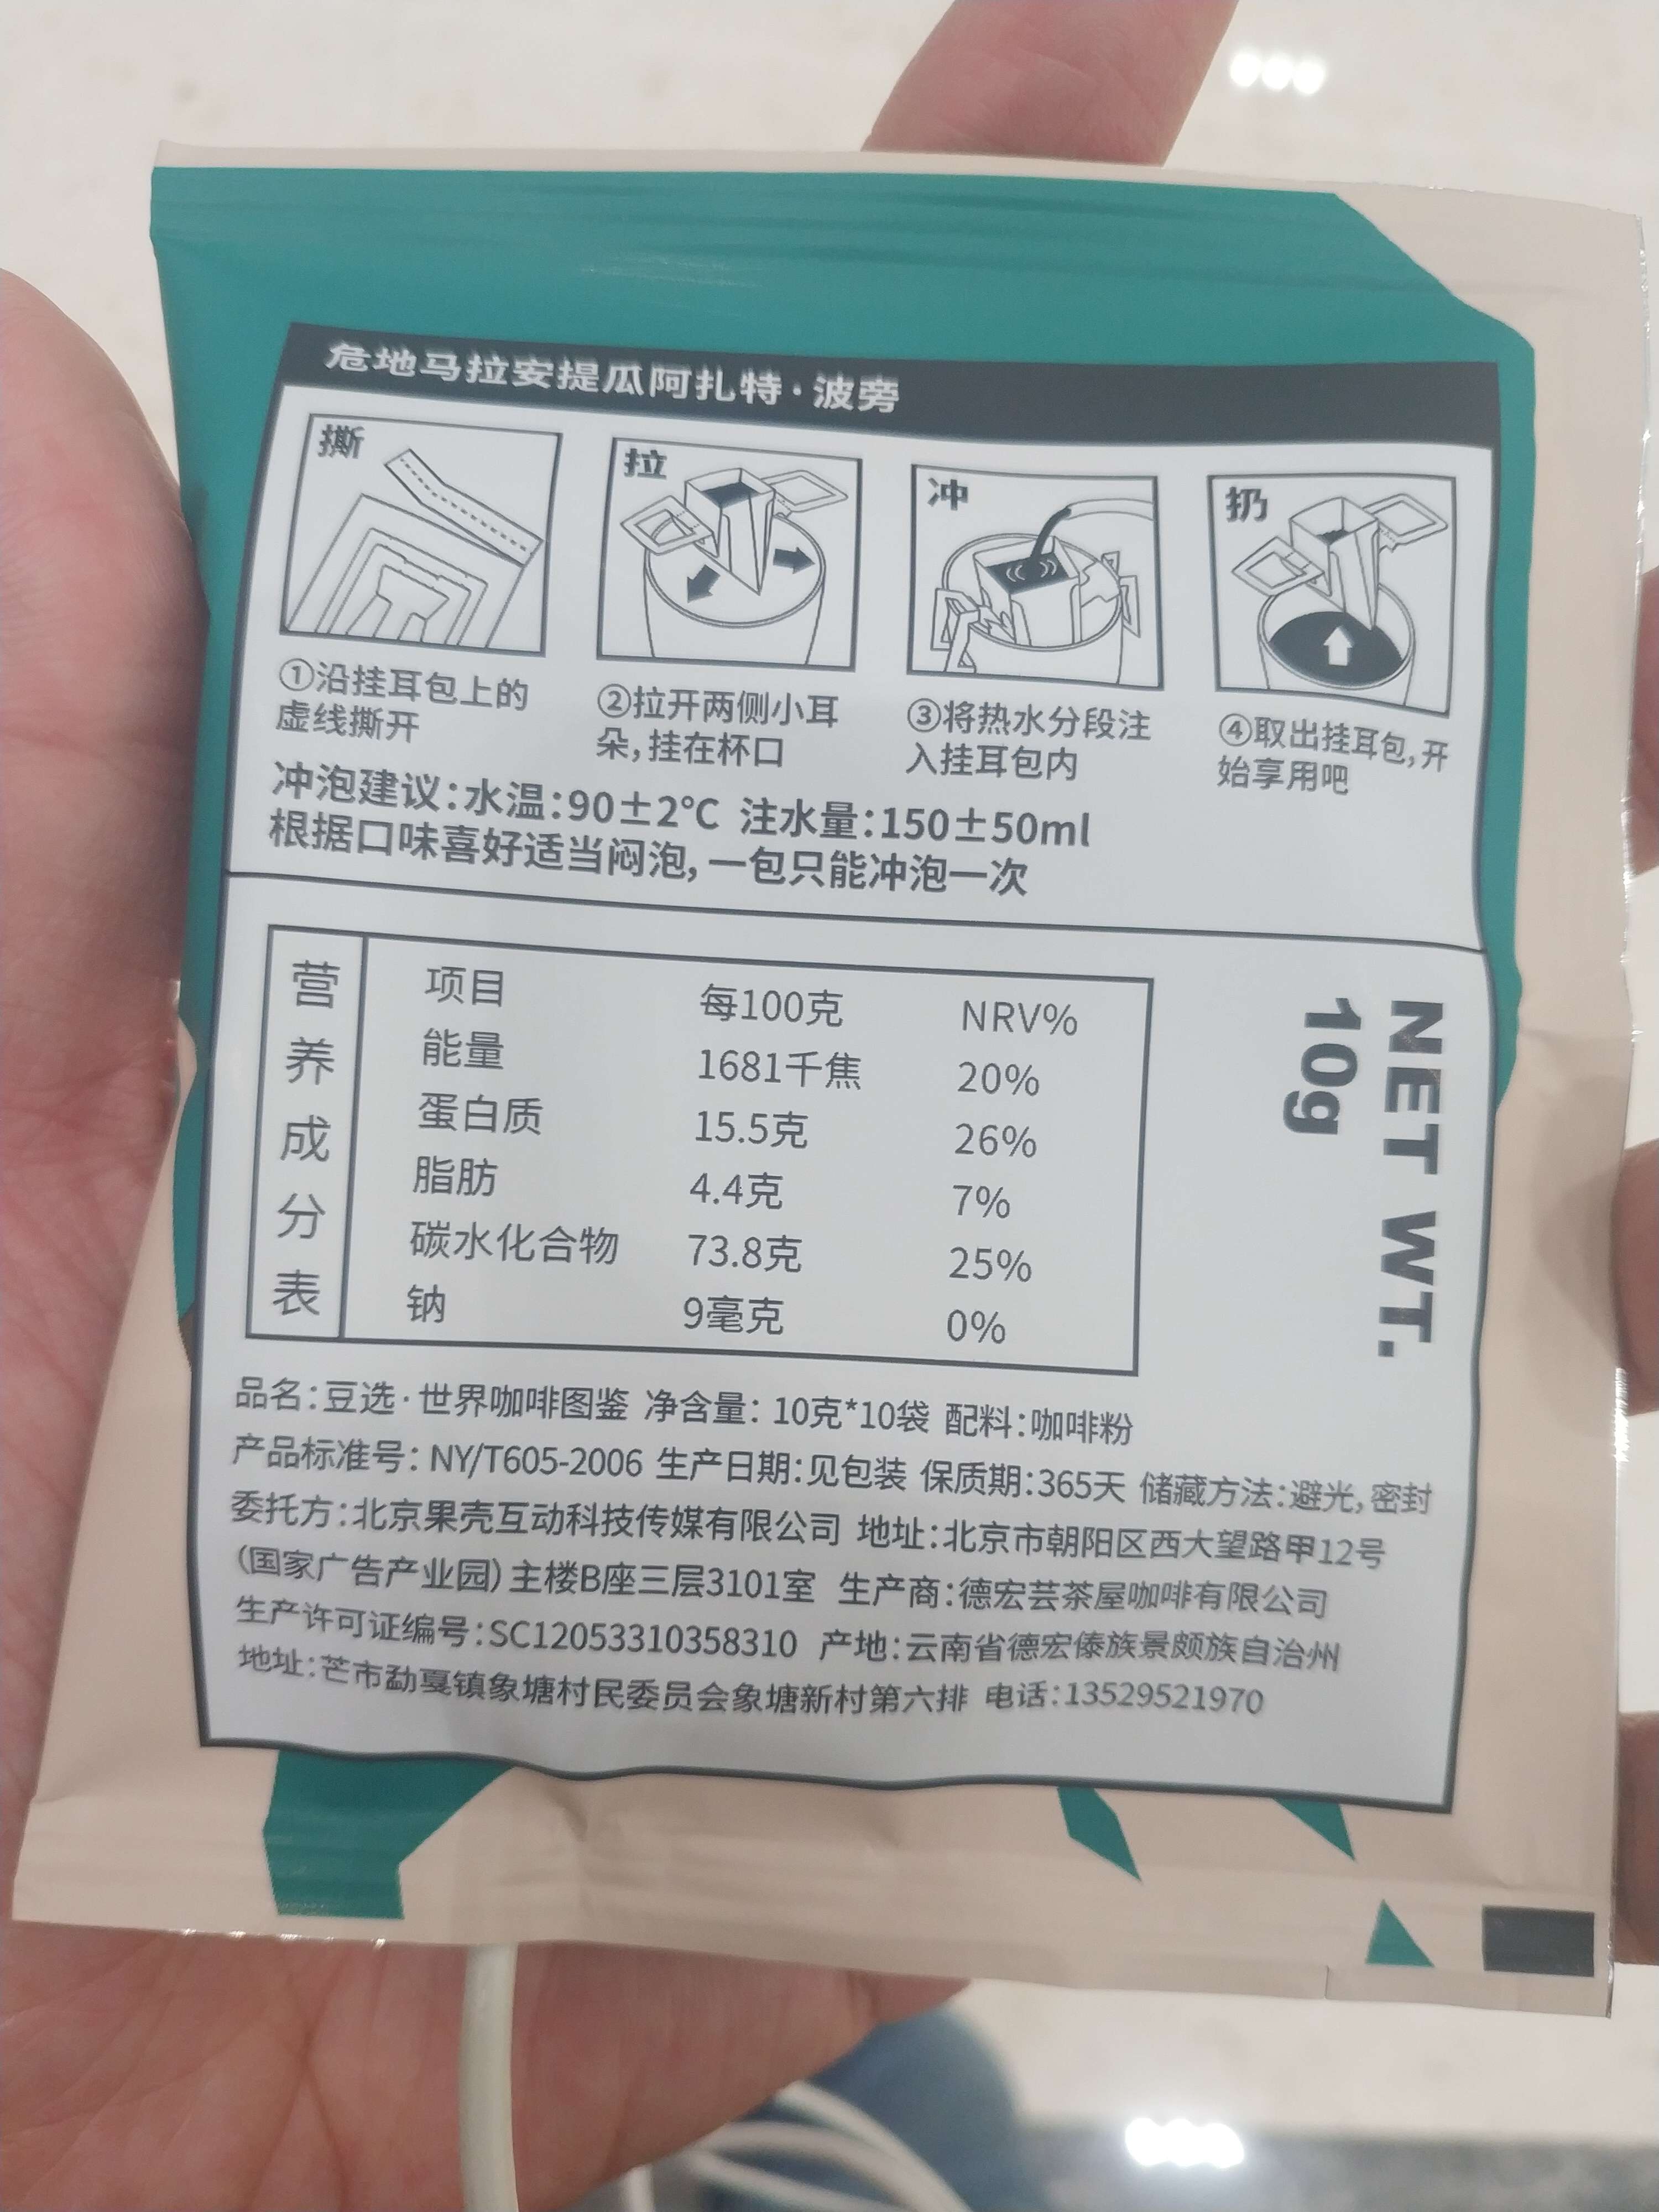 危地马拉安提瓜阿扎特·波旁
撕
拉
冲
扔
①沿挂耳包上的
虚线撕开
②拉开两侧小耳
朵,挂在杯口
③将热水分段注
入挂耳包内
④取出挂耳包,开
始享用吧
冲泡建议:水温:90±2℃ 注水量:150±50ml
根据口味喜好适当闷泡,一包只能冲泡一次
营养成分表
项目 每100克 NRV%
能量 1681千焦 20%
蛋白质 15.5克 26%
脂肪 4.4克 7%
碳水化合物 73.8克 25%
钠 9毫克 0%
NET WT.
10g
品名:豆选·世界咖啡图鉴 净含量: 10克*10袋 配料:咖啡粉
产品标准号: NY/T605-2006 生产日期:见包装 保质期:365天 储藏方法:避光,密封
委托方:北京果壳互动科技传媒有限公司 地址:北京市朝阳区西大望路甲12号
(国家广告产业园)主楼B座三层3101室 生产商:德宏芸茶屋咖啡有限公司
生产许可证编号:SC12053310358310 产地:云南省德宏傣族景颇族自治州
地址:芒市勐戛镇象塘村民委员会象塘新村第六排 电话:13529521970